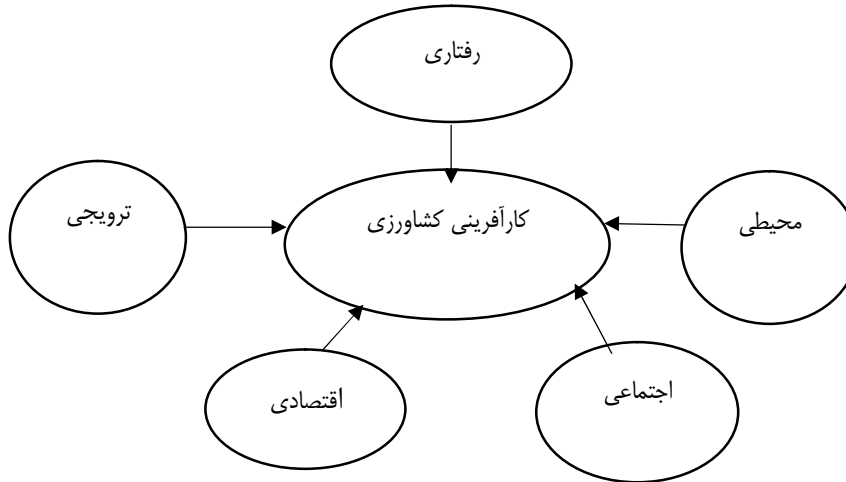 رفتاری
ترویجی
کارآفرینی کشاورزی
محیطی
اقتصادی
اجتماعی